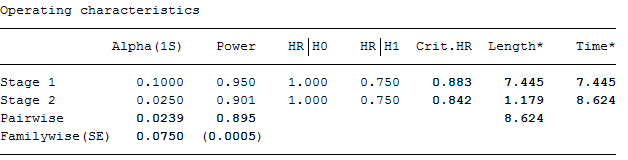 Operating characteristics
Alpha(1S) Power HR|H0 HR|H1 Crit.HR Length* Time*
Stage 1 0.1000 0.950 1.000 0.750 0.883 7.445 7.445
Stage 2 0.0250 0.901 1.000 0.750 0.842 1.179 8.624
Pairwise 0.0239 0.895 8.624
Familywise(SE) 0.0750 (0.0005)